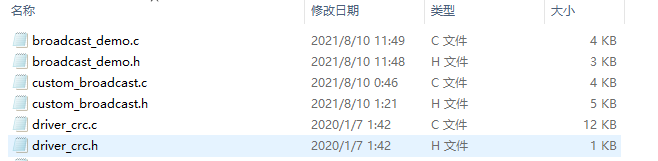 名称 修改日期 类型 大小
broadcast_demo.c 2021/8/10 11:49 C 文件 4 KB
broadcast_demo.h 2021/8/10 11:48 H 文件 3 KB
custom_broadcast.c 2021/8/10 0:46 C 文件 4 KB
custom_broadcast.h 2021/8/10 1:21 H 文件 5 KB
driver_crc.c 2020/1/7 1:42 C 文件 12 KB
driver_crc.h 2020/1/7 1:42 H 文件 1 KB